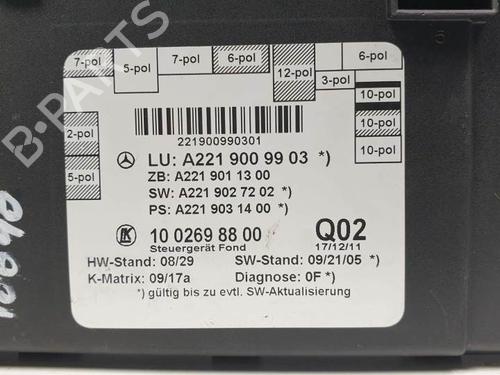 7-pol
5-pol
7-pol
6-pol
12-pol
3-pol
6-pol
10-pol
10-pol
10-pol
2-pol
5-pol
6
221900990301
LU: A221 900 99 03 *)
ZB: A221 901 13 00
SW: A221 902 72 02 *)
PS: A221 903 14 00 *)
LK 10 0269 88 00
Steuergerät Fond
Q02
17/12/11
HW-Stand: 08/29 SW-Stand: 09/21/05 *)
K-Matrix: 09/17a Diagnose: 0F *)
*) gültig bis zu evtl. SW-Aktualisierung
B-PARTS